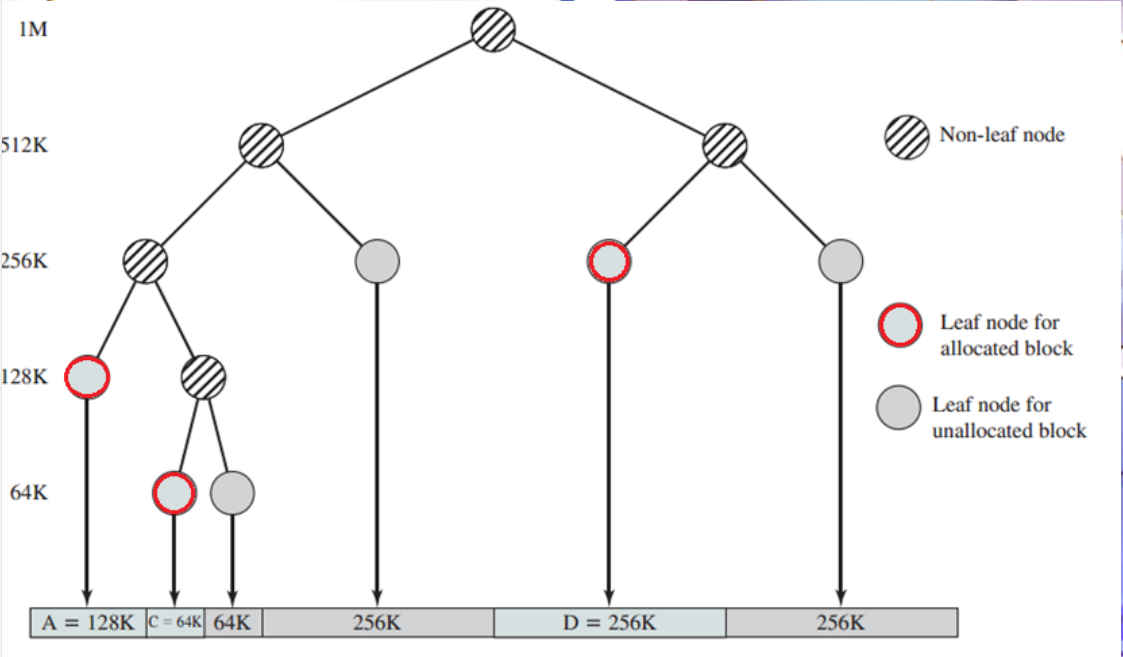 1M
512K
256K
128K
64K
Non-leaf node
Leaf node for
allocated block
Leaf node for
unallocated block
A = 128K
C = 64K
64K
256K
D = 256K
256K